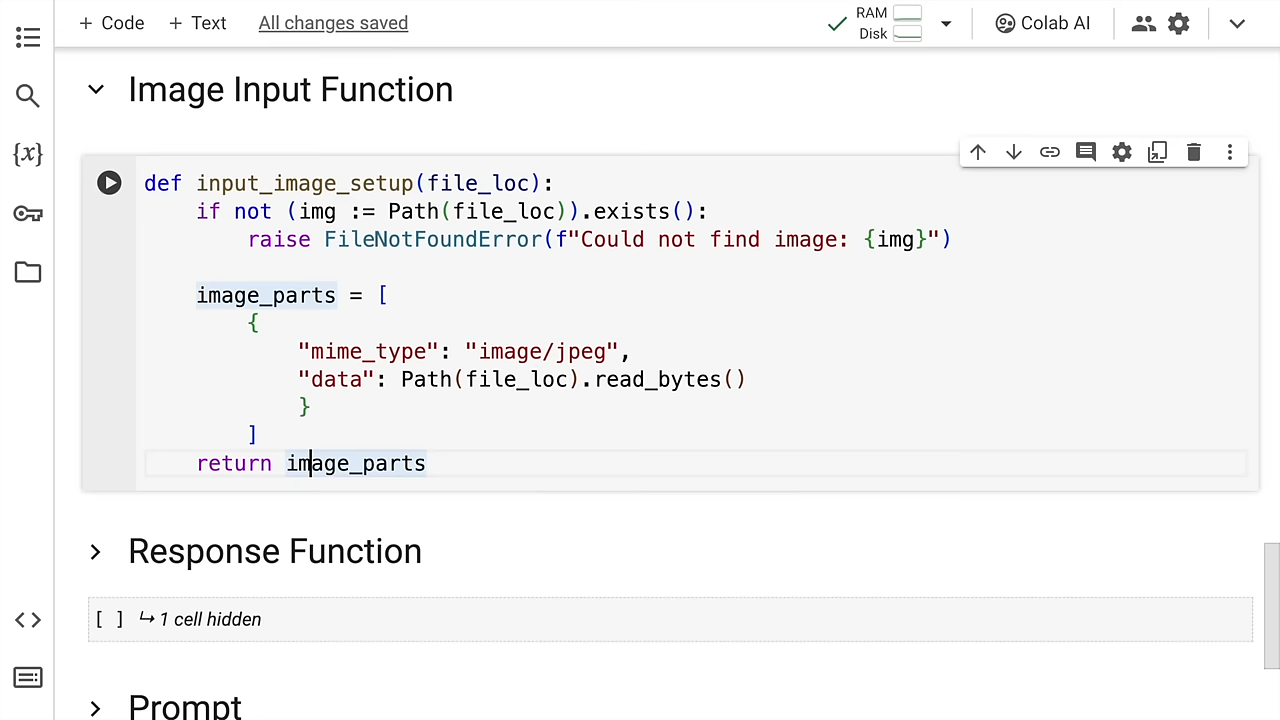 + Code + Text All changes saved RAM Disk Colab AI
Image Input Function
def input_image_setup(file_loc):
    if not (img := Path(file_loc)).exists():
        raise FileNotFoundError(f"Could not find image: {img}")
    image_parts = [
        {
            "mime_type": "image/jpeg",
            "data": Path(file_loc).read_bytes()
            }
        ]
    return image_parts
Response Function
[ ] ↳ 1 cell hidden
Prompt